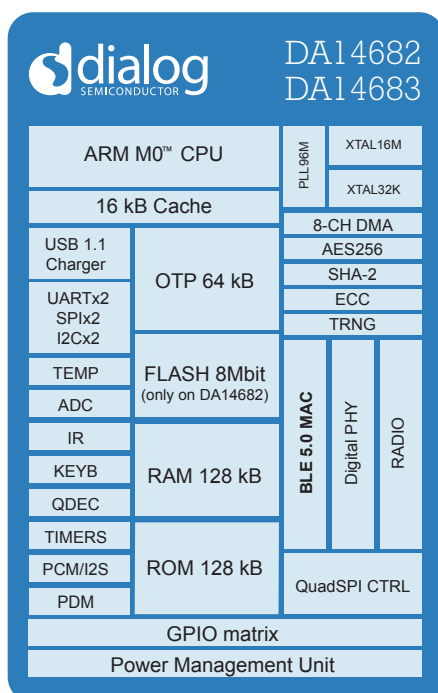 dialog
SEMICONDUCTOR
DA14682
DA14683
ARM M0™ CPU
16 kB Cache
PLL96M
XTAL16M
XTAL32K
8-CH DMA
AES256
SHA-2
ECC
TRNG
USB 1.1
Charger
UARTx2
SPIx2
I2Cx2
TEMP
ADC
IR
KEYB
QDEC
TIMERS
PCM/I2S
PDM
OTP 64 kB
FLASH 8Mbit
(only on DA14682)
RAM 128 kB
ROM 128 kB
BLE 5.0 MAC
Digital PHY
RADIO
QuadSPI CTRL
GPIO matrix
Power Management Unit